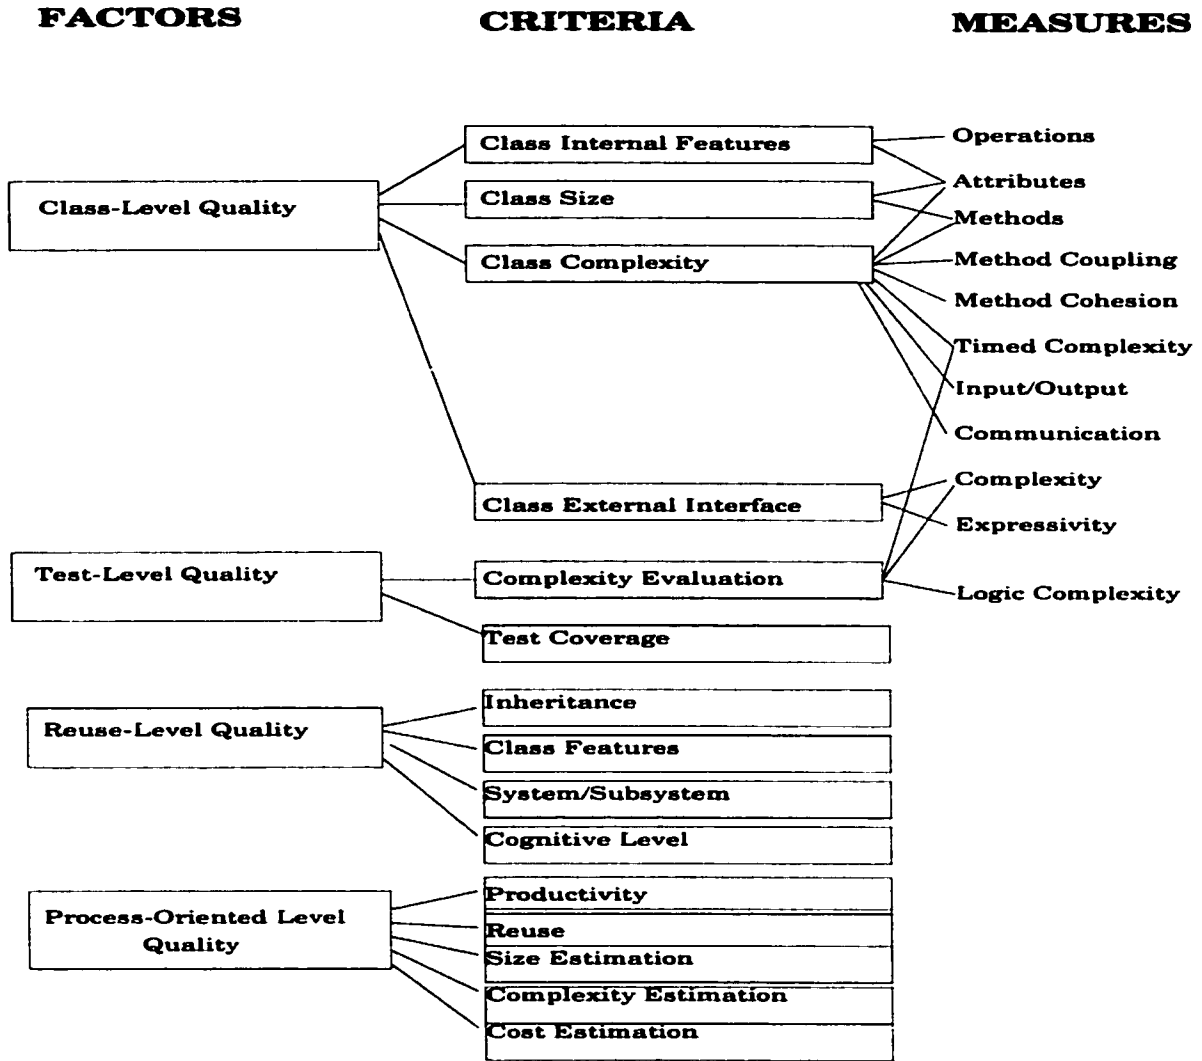 FACTORS
CRITERIA
MEASURES
Class-Level Quality
Class Internal Features
Class Size
Class Complexity
Class External Interface
Operations
Attributes
Methods
Method Coupling
Method Cohesion
Timed Complexity
Input/Output
Communication
Complexity
Expressivity
Test-Level Quality
Complexity Evaluation
Test Coverage
Logic Complexity
Reuse-Level Quality
Inheritance
Class Features
System/Subsystem
Cognitive Level
Process-Oriented Level
Quality
Productivity
Reuse
Size Estimation
Complexity Estimation
Cost Estimation